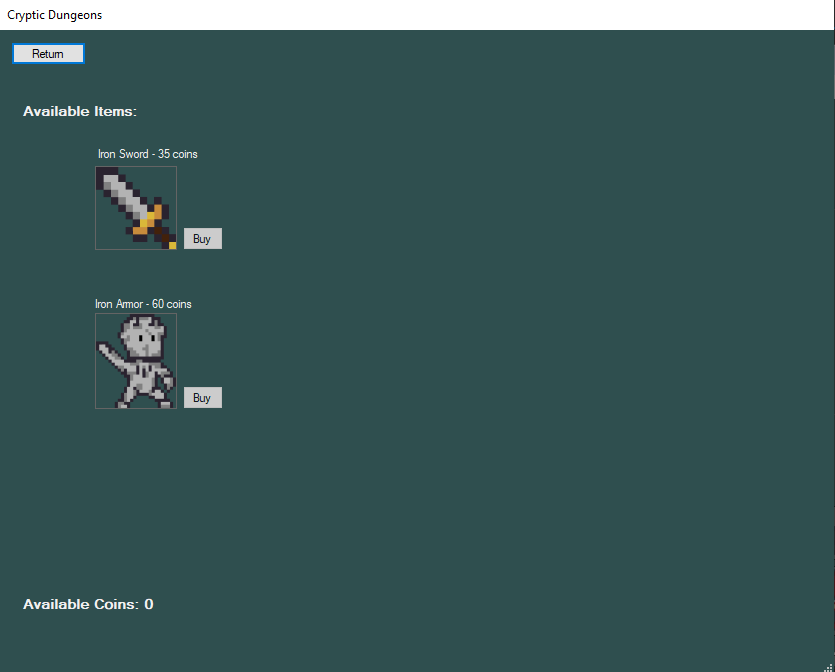 Cryptic Dungeons
Return
Available Items:
Iron Sword - 35 coins
Buy
Iron Armor - 60 coins
Buy
Available Coins: 0